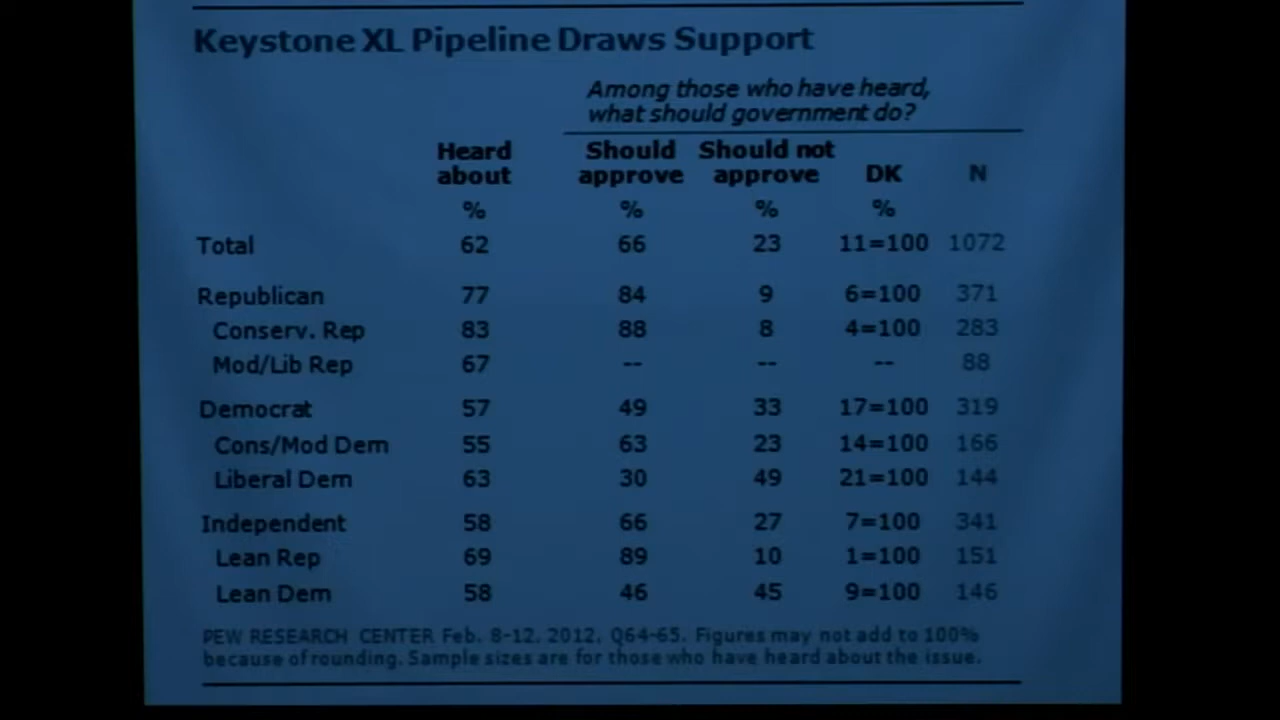 Keystone XL Pipeline Draws Support
Among those who have heard,
what should government do?
Heard about Should approve Should not approve DK N
% % % %
Total 62 66 23 11=100 1072
Republican 77 84 9 6=100 371
Conserv. Rep 83 88 8 4=100 283
Mod/Lib Rep 67 -- -- -- 88
Democrat 57 49 33 17=100 319
Cons/Mod Dem 55 63 23 14=100 166
Liberal Dem 63 30 49 21=100 144
Independent 58 66 27 7=100 341
Lean Rep 69 89 10 1=100 151
Lean Dem 58 46 45 9=100 146
PEW RESEARCH CENTER Feb. 8-12, 2012. Q64-65. Figures may not add to 100%
because of rounding. Sample sizes are for those who have heard about the issue.